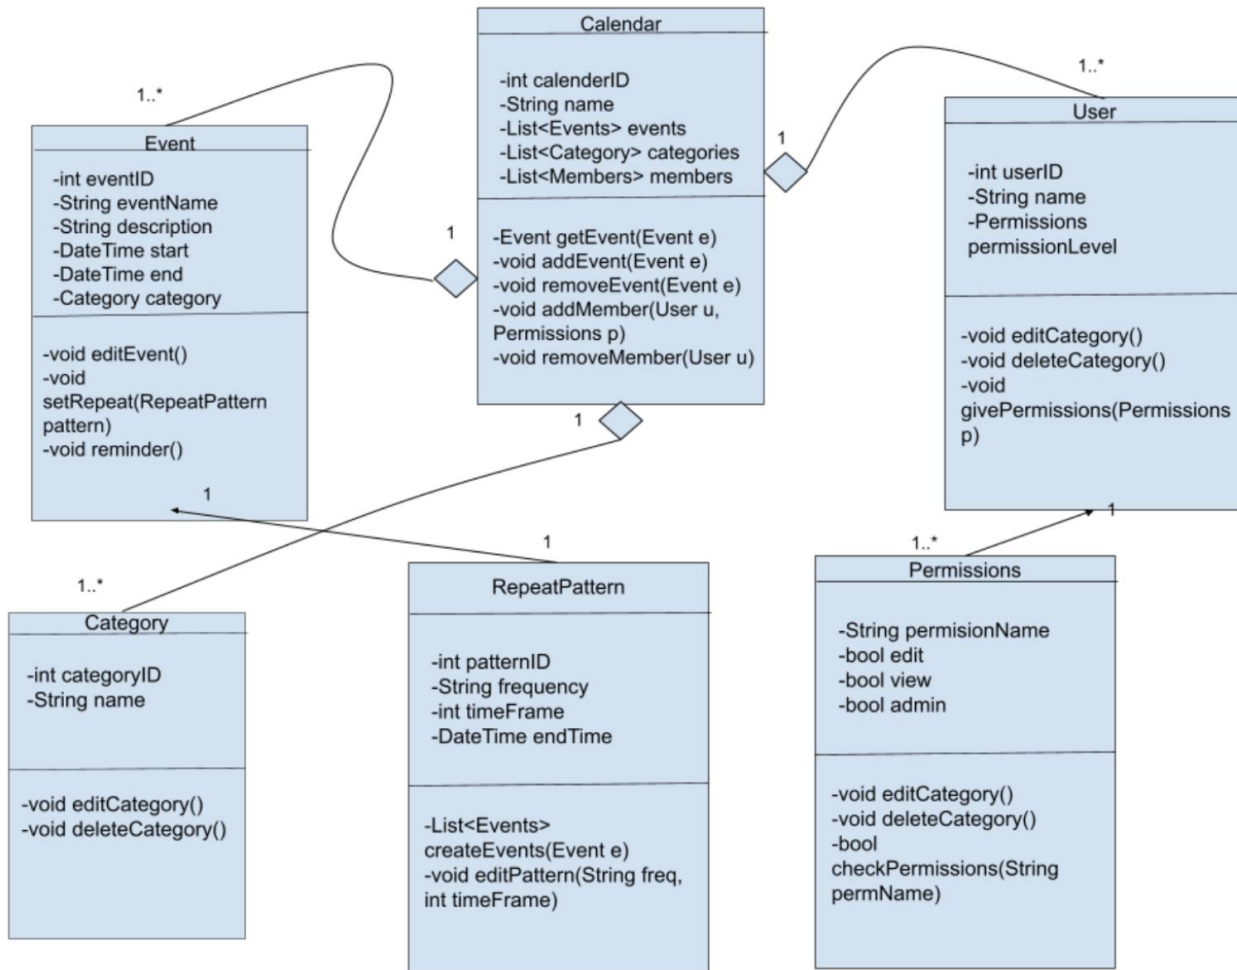 Calendar
-int calenderID
-String name
-List<Events> events
-List<Category> categories
-List<Members> members
-Event getEvent(Event e)
-void addEvent(Event e)
-void removeEvent(Event e)
-void addMember(User u,
Permissions p)
-void removeMember(User u)
1..*
1
1
1..*
1
Event
-int eventID
-String eventName
-String description
-DateTime start
-DateTime end
-Category category
-void editEvent()
-void
setRepeat(RepeatPattern
pattern)
-void reminder()
1
User
-int userID
-String name
-Permissions
permissionLevel
-void editCategory()
-void deleteCategory()
-void
givePermissions(Permissions
p)
1
1..*
Category
-int categoryID
-String name
-void editCategory()
-void deleteCategory()
1
RepeatPattern
-int patternID
-String frequency
-int timeFrame
-DateTime endTime
-List<Events>
createEvents(Event e)
-void editPattern(String freq,
int timeFrame)
1..*
Permissions
-String permisionName
-bool edit
-bool view
-bool admin
-void editCategory()
-void deleteCategory()
-bool
checkPermissions(String
permName)